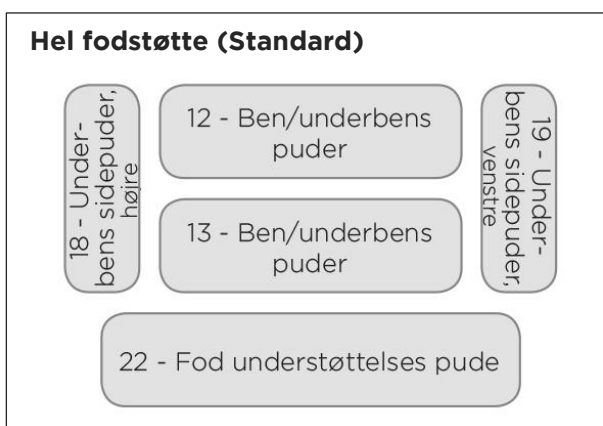 Hel fodstøtte (Standard)
18 - Under-
bens sidepuder,
højre
12 - Ben/underbens
puder
13 - Ben/underbens
puder
19 - Under-
bens sidepuder,
venstre
22 - Fod understøttelses pude